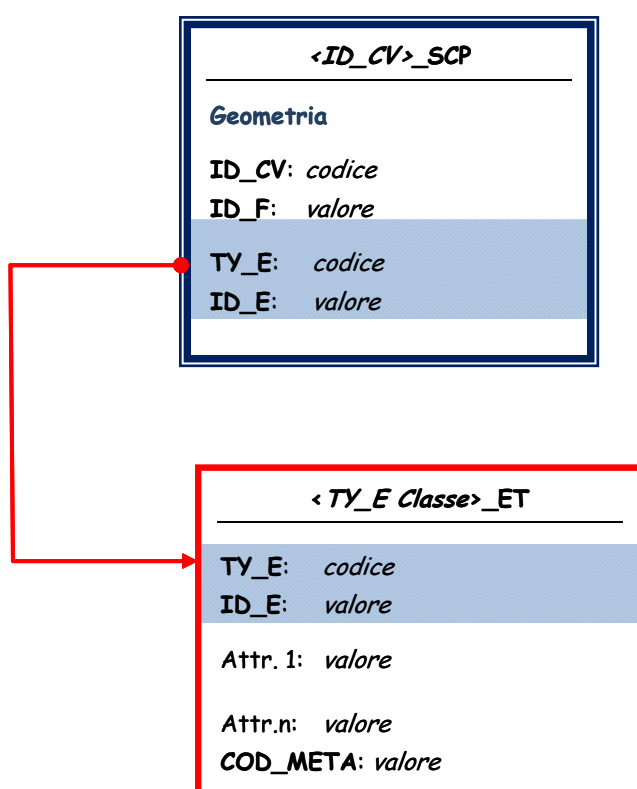 <ID_CV>_SCP
Geometria
ID_CV: codice
ID_F: valore
TY_E: codice
ID_E: valore
<TY_E Classe>_ET
TY_E: codice
ID_E: valore
Attr. 1: valore
Attr.n: valore
COD_META: valore